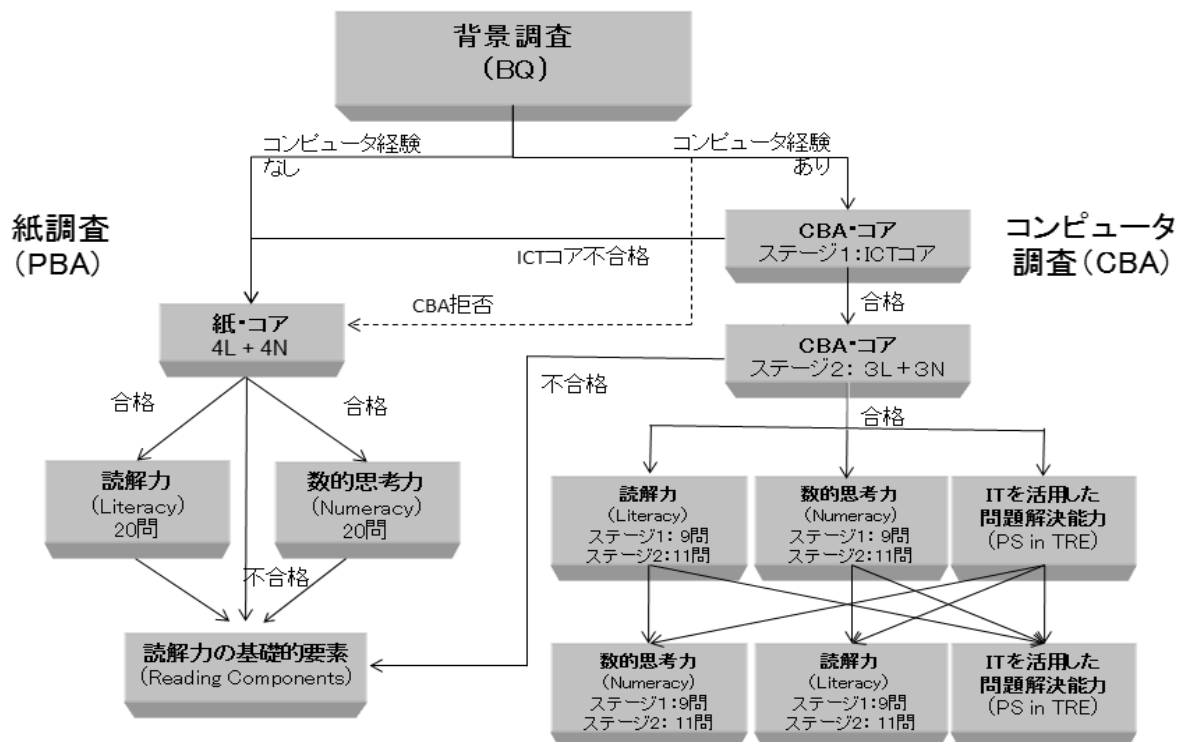 背景調査
(BQ)
コンピュータ経験
なし
コンピュータ経験
あり
紙調査
(PBA)
コンピュータ
調査(CBA)
CBA・コア
ステージ1:ICTコア
ICTコア不合格
合格
CBA拒否
紙・コア
4L + 4N
CBA・コア
ステージ2: 3L+3N
不合格
合格
合格
合格
読解力
(Literacy)
20問
数的思考力
(Numeracy)
20問
読解力
(Literacy)
ステージ1: 9問
ステージ2:11問
数的思考力
(Numeracy)
ステージ1: 9問
ステージ2:11問
ITを活用した
問題解決能力
(PS in TRE)
不合格
読解力の基礎的要素
(Reading Components)
数的思考力
(Numeracy)
ステージ1:9問
ステージ2: 11問
読解力
(Literacy)
ステージ1:9問
ステージ2: 11問
ITを活用した
問題解決能力
(PS in TRE)